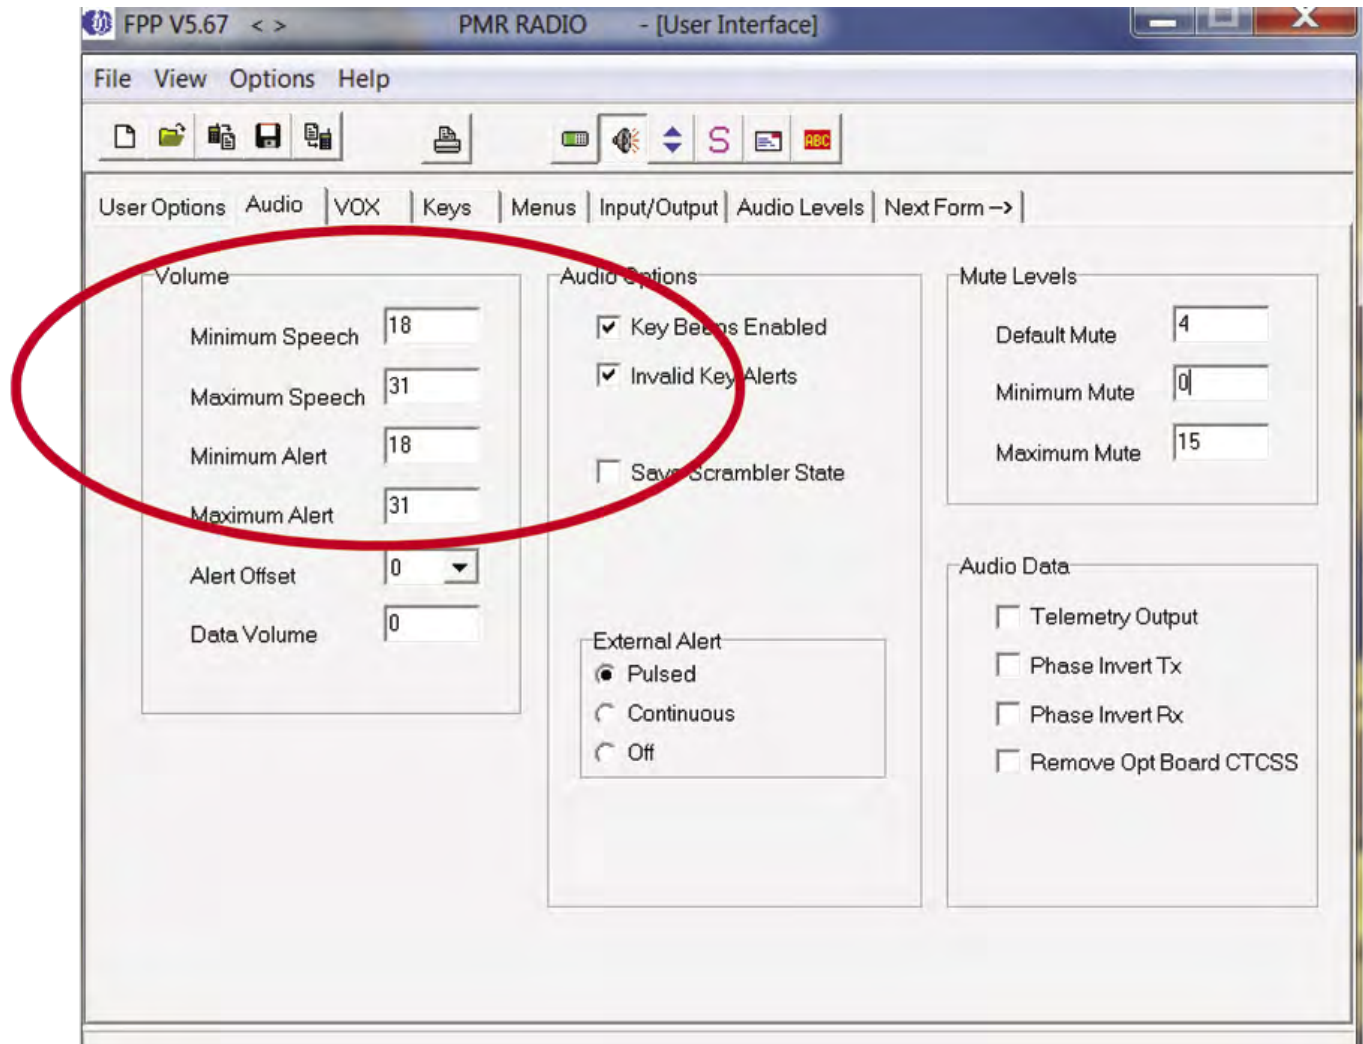 FPP V5.67 < > PMR RADIO - [User Interface]
File View Options Help
ABC
User Options Audio VOX Keys Menus Input/Output Audio Levels Next Form -->
Volume
Minimum Speech 18
Maximum Speech 31
Minimum Alert 18
Maximum Alert 31
Alert Offset 0
Data Volume 0
Audio Options
Key Beeps Enabled
Invalid Key Alerts
Save Scrambler State
External Alert
Pulsed
Continuous
Off
Mute Levels
Default Mute 4
Minimum Mute 0
Maximum Mute 15
Audio Data
Telemetry Output
Phase Invert Tx
Phase Invert Rx
Remove Opt Board CTCSS